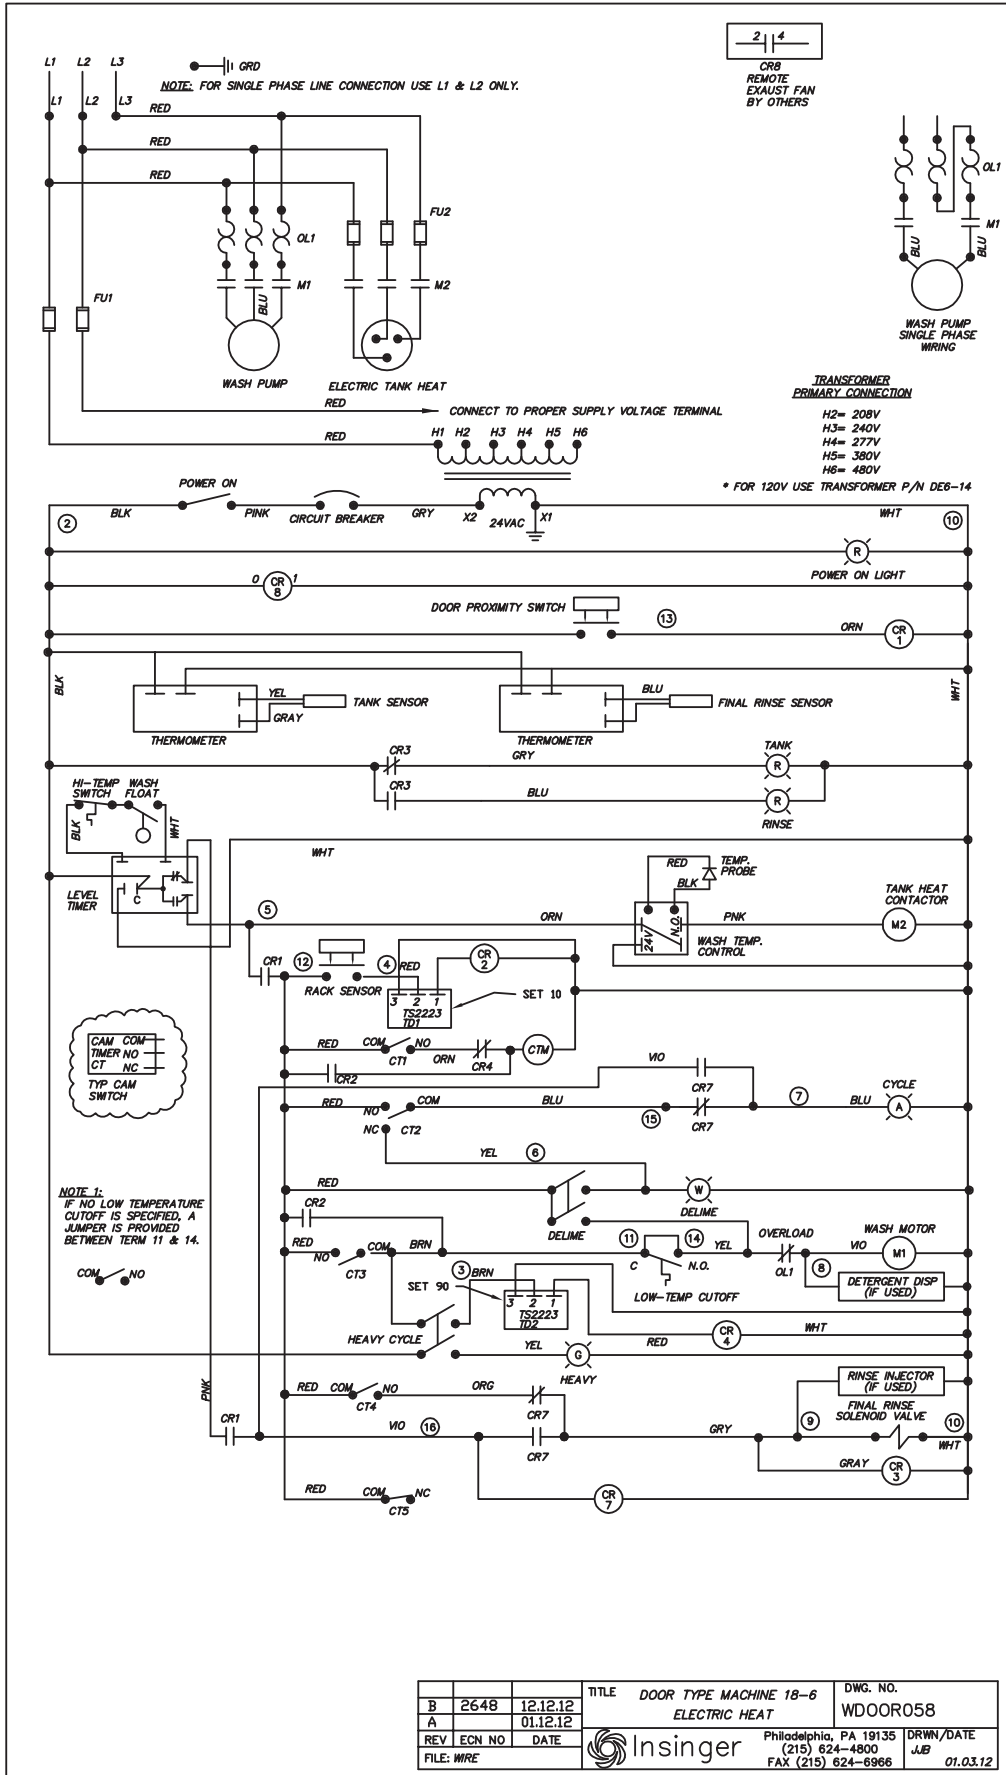 L1 L2 L3
GRD
NOTE: FOR SINGLE PHASE LINE CONNECTION USE L1 & L2 ONLY.
L1 L2 L3
RED
RED
RED
2 4
CR8
REMOTE
EXAUST FAN
BY OTHERS
OL1
M1
BLU BLU
WASH PUMP
SINGLE PHASE
WIRING
FU2
OL1
M1 M2
BLU
FU1
WASH PUMP
ELECTRIC TANK HEAT
RED
CONNECT TO PROPER SUPPLY VOLTAGE TERMINAL
RED
H1 H2 H3 H4 H5 H6
TRANSFORMER
PRIMARY CONNECTION
H2= 208V
H3= 240V
H4= 277V
H5= 380V
H6= 480V
* FOR 120V USE TRANSFORMER P/N DE6-14
POWER ON
2 BLK PINK CIRCUIT BREAKER GRY X2 24VAC X1 WHT 10
R
POWER ON LIGHT
0 CR 8 1
DOOR PROXIMITY SWITCH 13 ORN CR 1
BLK WHT
YEL TANK SENSOR
GRAY
THERMOMETER
BLU FINAL RINSE SENSOR
THERMOMETER
CR3 GRY TANK
R
CR3 BLU R
RINSE
HI-TEMP WASH
SWITCH FLOAT
BLK WHT
WHT
LEVEL
TIMER
C
5 ORN
RED TEMP.
PROBE
BLK
24V N.O.
WASH TEMP.
CONTROL
PNK
TANK HEAT
CONTACTOR
M2
CR1 12 4 RED CR 2
RACK SENSOR
3 2 1
TS2223
TD1
SET 10
RED COM NO
CT1 ORN CR4 CTM
CR2
CAM COM
TIMER NO
CT NC
TYP CAM
SWITCH
VIO
CR7
RED NO COM BLU 15 CR7 7 BLU CYCLE
A
NC CT2
YEL 6
NOTE 1:
IF NO LOW TEMPERATURE
CUTOFF IS SPECIFIED, A
JUMPER IS PROVIDED
BETWEEN TERM 11 & 14.
COM NO
RED W
DELIME
CR2
DELIME
RED NO COM BRN
CT3
11 14 YEL
C N.O.
LOW-TEMP CUTOFF
OVERLOAD
OL1 8
VIO WASH MOTOR
M1
DETERGENT DISP
(IF USED)
3 BRN
SET 90
3 2 1
TS2223
TD2
HEAVY CYCLE
RED CR 4 WHT
YEL G
HEAVY
PNK
RED COM NO ORG
CT4 CR7
RINSE INJECTOR
(IF USED)
FINAL RINSE
SOLENOID VALVE
CR1 VIO 16 CR7 GRY 9 10
WHT
GRAY CR 3
RED COM NC
CT5
CR 7
B 2648 12.12.12
A 01.12.12
REV ECN NO DATE
FILE: WIRE
TITLE DOOR TYPE MACHINE 18-6
ELECTRIC HEAT
DWG. NO.
WDOOR058
Insinger
Philadelphia, PA 19135
(215) 624-4800
FAX (215) 624-6966
DRWN/DATE
JJB
01.03.12